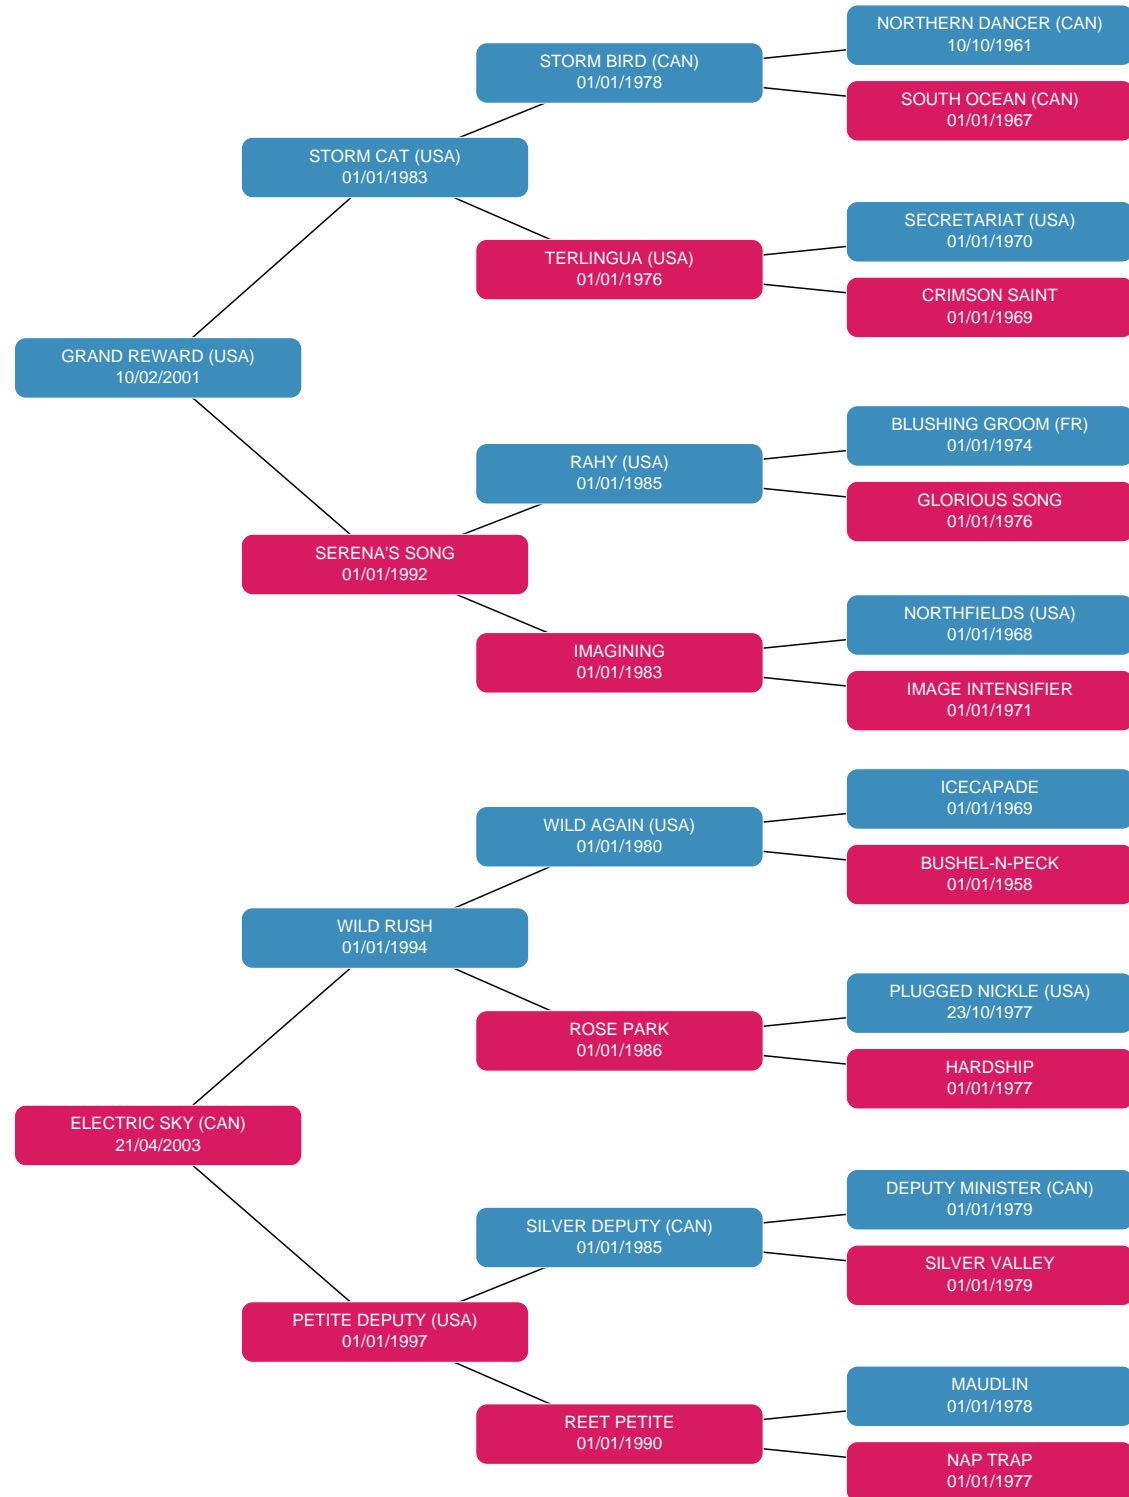 NORTHERN DANCER (CAN)
10/10/1961
STORM BIRD (CAN)
01/01/1978
SOUTH OCEAN (CAN)
01/01/1967
STORM CAT (USA)
01/01/1983
SECRETARIAT (USA)
01/01/1970
TERLINGUA (USA)
01/01/1976
CRIMSON SAINT
01/01/1969
GRAND REWARD (USA)
10/02/2001
BLUSHING GROOM (FR)
01/01/1974
RAHY (USA)
01/01/1985
GLORIOUS SONG
01/01/1976
SERENA'S SONG
01/01/1992
NORTHFIELDS (USA)
01/01/1968
IMAGINING
01/01/1983
IMAGE INTENSIFIER
01/01/1971
ICECAPADE
01/01/1969
WILD AGAIN (USA)
01/01/1980
BUSHEL-N-PECK
01/01/1958
WILD RUSH
01/01/1994
PLUGGED NICKLE (USA)
23/10/1977
ROSE PARK
01/01/1986
HARDSHIP
01/01/1977
ELECTRIC SKY (CAN)
21/04/2003
DEPUTY MINISTER (CAN)
01/01/1979
SILVER DEPUTY (CAN)
01/01/1985
SILVER VALLEY
01/01/1979
PETITE DEPUTY (USA)
01/01/1997
MAUDLIN
01/01/1978
REET PETITE
01/01/1990
NAP TRAP
01/01/1977